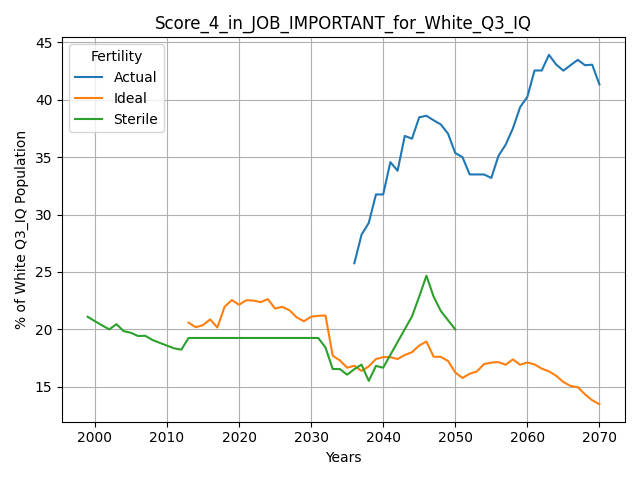 Score_4_in_JOB_IMPORTANT_for_White_Q3_IQ
Fertility
Actual
Ideal
Sterile
% of White Q3_IQ Population
45
40
35
30
25
20
15
2000 2010 2020 2030 2040 2050 2060 2070
Years